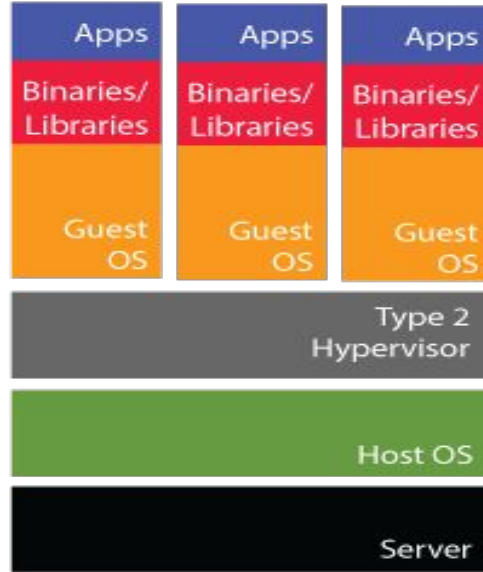 Apps
Apps
Apps
Binaries/
Libraries
Binaries/
Libraries
Binaries/
Libraries
Guest
OS
Guest
OS
Guest
OS
Type 2
Hypervisor
Host OS
Server